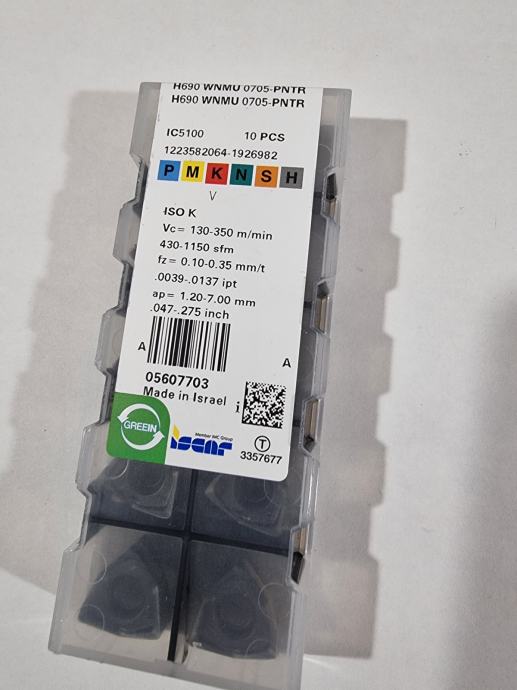 H690 WNMU 0705-PNTR
H690 WNMU 0705-PNTR
IC5100 10 PCS
1223582064-1926982
P M K N S H
V
ISO K
Vc= 130-350 m/min
430-1150 sfm
fz= 0.10-0.35 mm/t
.0039-.0137 ipt
ap= 1.20-7.00 mm
.047-.275 inch
A A
05607703
Made in Israel i
GREEIN
Member IMC Group
iscar
T
3357677